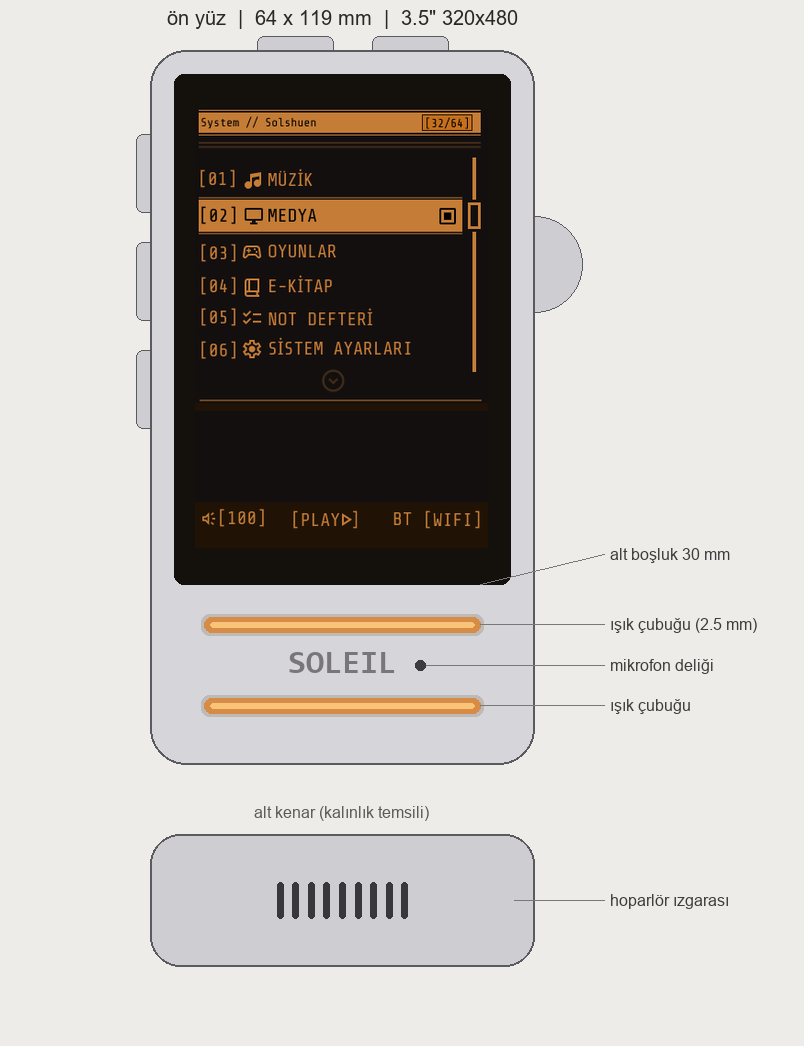 ön yüz | 64 x 119 mm | 3.5" 320x480
System // Solshuen [32/64]
[01] MÜZİK
[02] MEDYA
[03] OYUNLAR
[04] E-KİTAP
[05] NOT DEFTERİ
[06] SİSTEM AYARLARI
[100] [PLAY] BT [WIFI]
alt boşluk 30 mm
ışık çubuğu (2.5 mm)
SOLEIL
mikrofon deliği
ışık çubuğu
alt kenar (kalınlık temsili)
hoparlör ızgarası